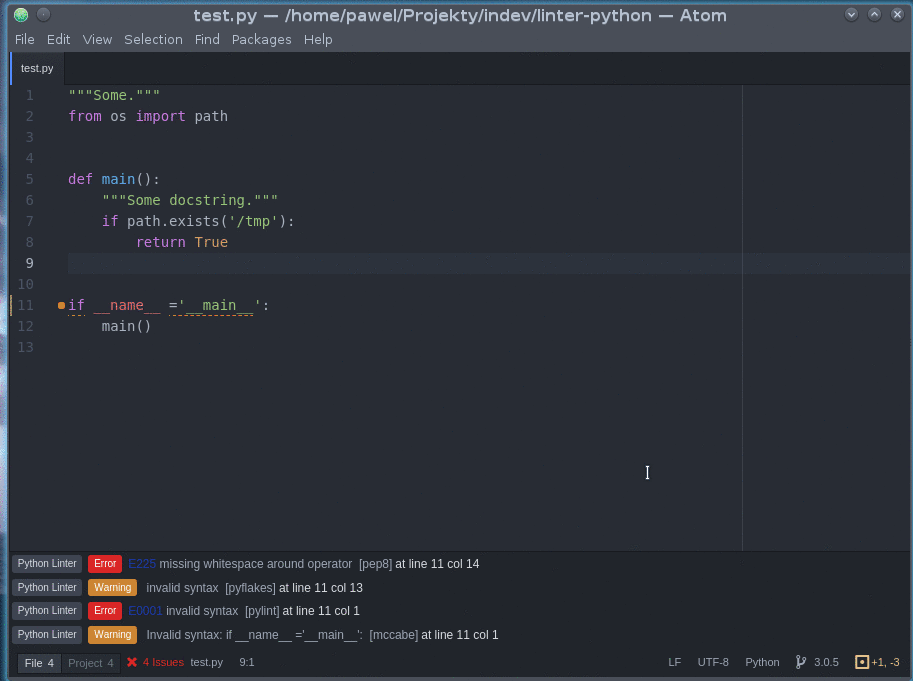 test.py — /home/pawel/Projekty/indev/linter-python — Atom
File Edit View Selection Find Packages Help
test.py
1 """Some."""
2 from os import path
3
4
5 def main():
6     """Some docstring."""
7     if path.exists('/tmp'):
8         return True
9
10
11 if __name__ ='__main__':
12     main()
13
Python Linter Error E225 missing whitespace around operator [pep8] at line 11 col 14
Python Linter Warning invalid syntax [pyflakes] at line 11 col 13
Python Linter Error E0001 invalid syntax [pylint] at line 11 col 1
Python Linter Warning Invalid syntax: if __name__ ='__main__': [mccabe] at line 11 col 1
File 4 Project 4 4 Issues test.py 9:1 LF UTF-8 Python 3.0.5 +1, -3